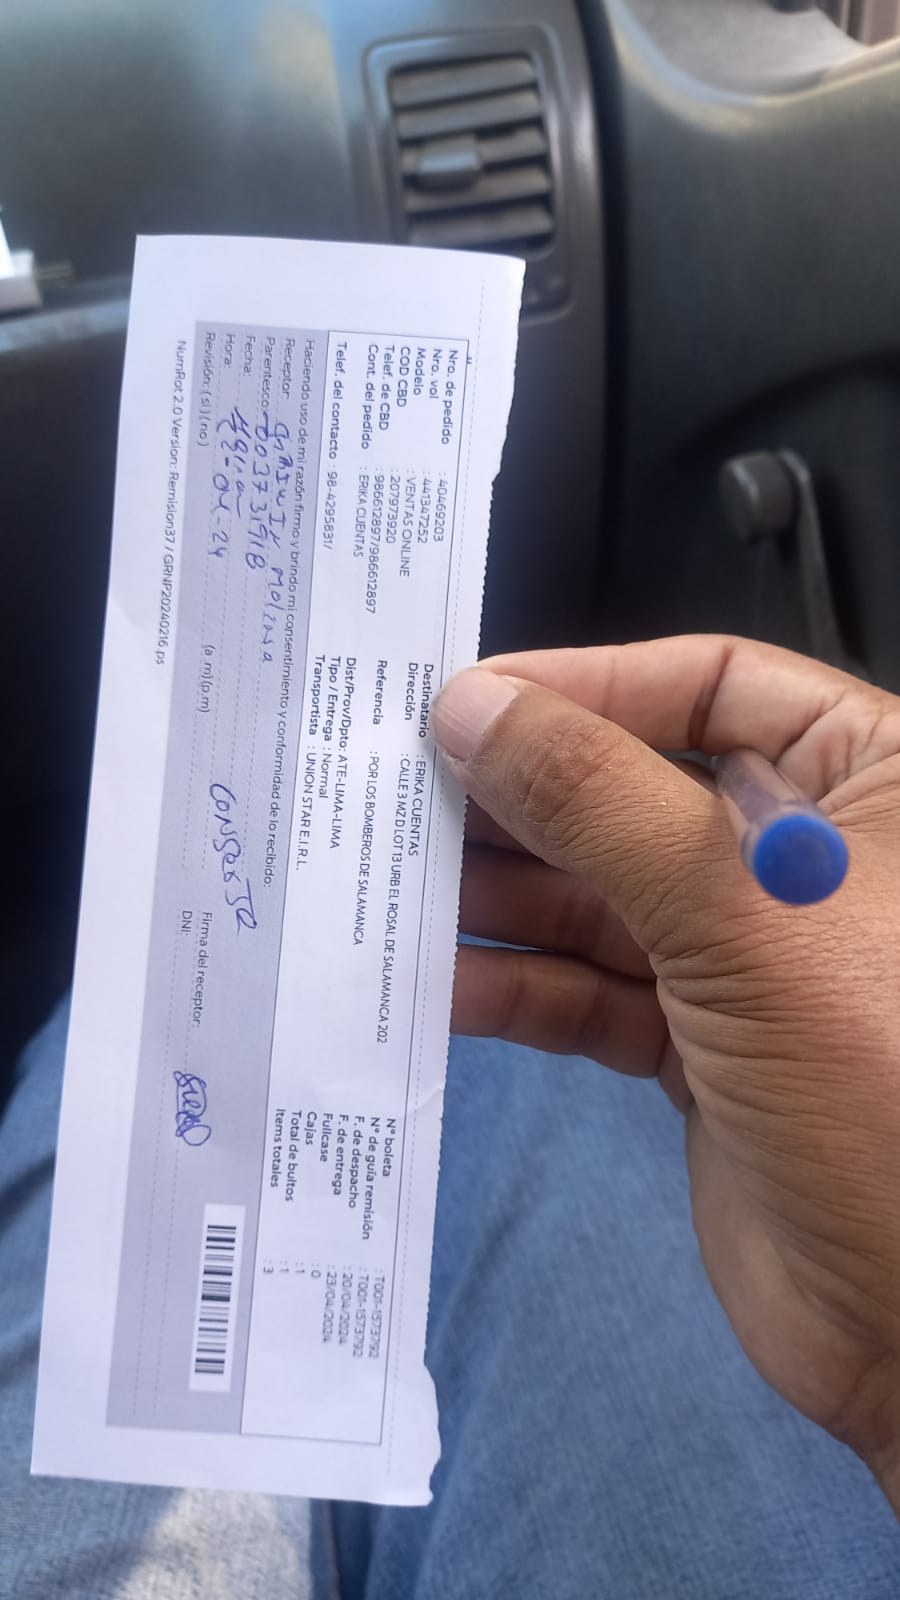 Nro. de pedido : 40469203
Nro. vol : 441347252
Modelo : VENTAS ONLINE
COD CBD : 207973920
Telef. de CBD : 986612897/986612897
Cont. del pedido : ERIKA CUENTAS
Telef. del contacto : 98-4295831/
Destinatario : ERIKA CUENTAS
Dirección : CALLE 3 MZ D LOT 13 URB EL ROSAL DE SALAMANCA 202
Referencia : POR LOS BOMBEROS DE SALAMANCA
Dist/Prov/Dpto: ATE-LIMA-LIMA
Tipo / Entrega : Normal
Transportista : UNION STAR E.I.R.L.
N° boleta : T001-1573792
N° de guía remisión : T001-1573792
F. de despacho : 20/04/2024
F. de entrega : 23/04/2024
Fullcase : 0
Cajas : 1
Total de bultos : 1
Items totales : 3
Haciendo uso de mi razón firmo y brindo mi consentimiento y conformidad de lo recibido:
Receptor: Molina
Parentesco: 003731918
Fecha:
Hora: -04-24 (a.m)(p.m)
Revisión: (si)(no)
Firma del receptor:
DNI:
NumRot 2.0 Version: Remision37 / GRNP20240216.ps